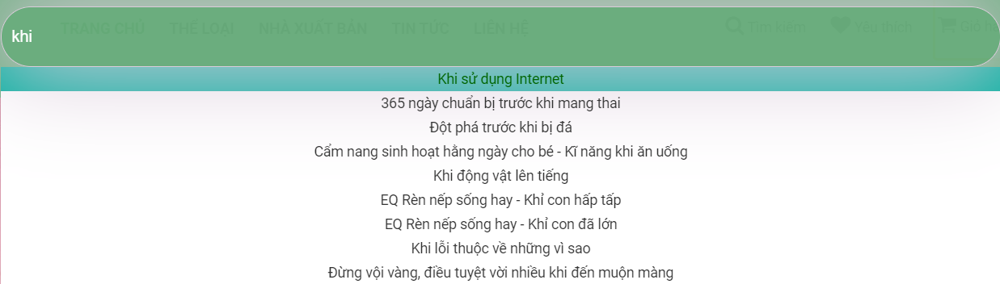 TRANG CHỦ THỂ LOẠI NHÀ XUẤT BẢN TIN TỨC LIÊN HỆ Tìm kiếm Yêu thích Giỏ
khi
Khi sử dụng Internet
365 ngày chuẩn bị trước khi mang thai
Đột phá trước khi bị đá
Cẩm nang sinh hoạt hằng ngày cho bé - Kĩ năng khi ăn uống
Khi động vật lên tiếng
EQ Rèn nếp sống hay - Khỉ con hấp tấp
EQ Rèn nếp sống hay - Khỉ con đã lớn
Khi lỗi thuộc về những vì sao
Đừng vội vàng, điều tuyệt vời nhiều khi đến muộn màng